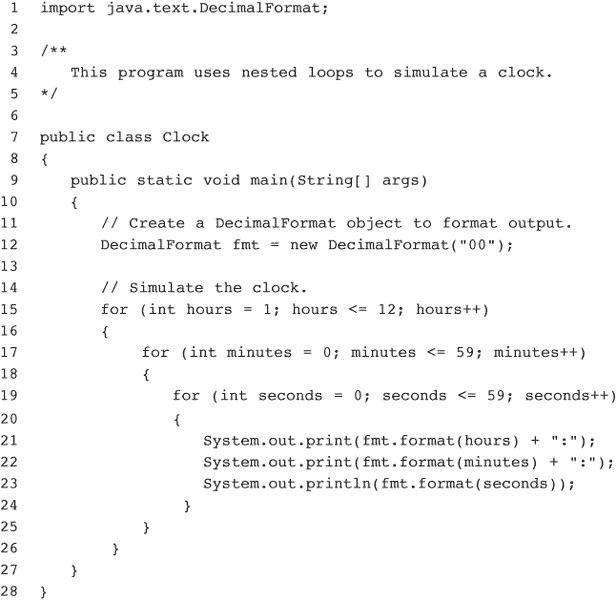 1 import java.text.DecimalFormat;
2
3 /**
4    This program uses nested loops to simulate a clock.
5 */
6
7 public class Clock
8 {
9    public static void main(String[] args)
10    {
11       // Create a DecimalFormat object to format output.
12       DecimalFormat fmt = new DecimalFormat("00");
13
14       // Simulate the clock.
15       for (int hours = 1; hours <= 12; hours++)
16       {
17           for (int minutes = 0; minutes <= 59; minutes++)
18           {
19              for (int seconds = 0; seconds <= 59; seconds++)
20              {
21                 System.out.print(fmt.format(hours) + ":");
22                 System.out.print(fmt.format(minutes) + ":");
23                 System.out.println(fmt.format(seconds));
24               }
25           }
26        }
27    }
28 }